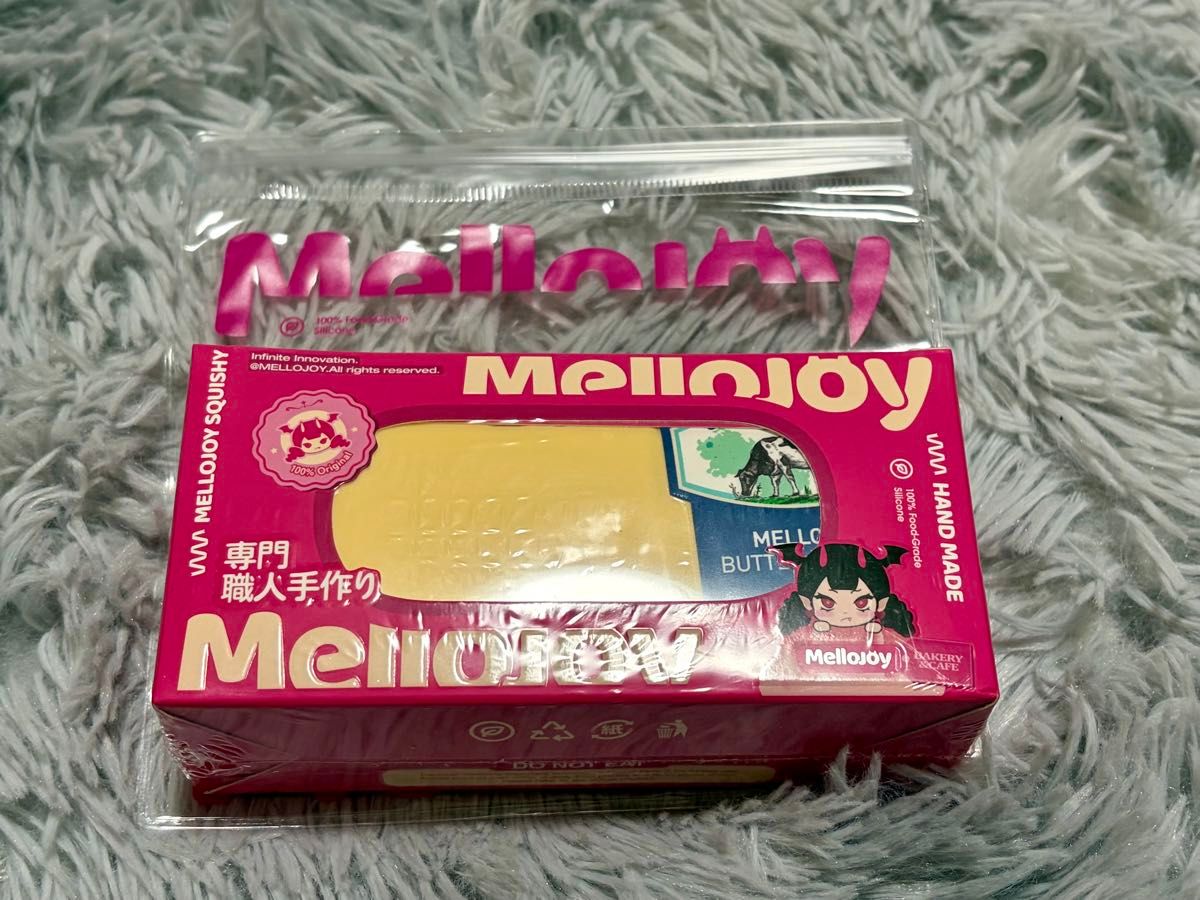 Mellojoy
100% Food-Grade
Silicone
Infinite Innovation.
@MELLOJOY.All rights reserved.
Mellojoy
MELLOJOY SQUISHY
100% Original
HAND MADE
100% Food-Grade
Silicone
MELLO
BUTTE
専門
職人手作り
Mellojoy
Mellojoy
BAKERY
&CAFE
紙
DO NOT EAT